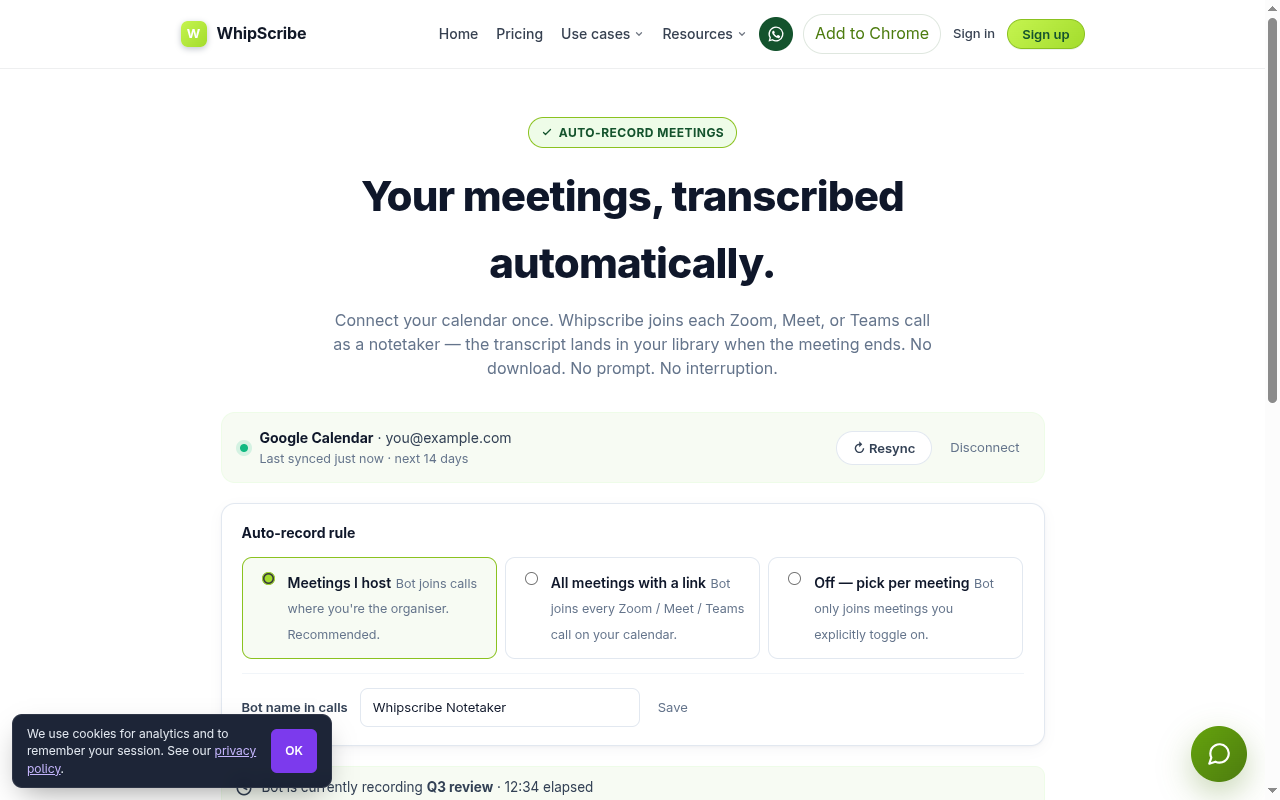 W WhipScribe Home Pricing Use cases Resources Add to Chrome Sign in Sign up
AUTO-RECORD MEETINGS
Your meetings, transcribed
automatically.
Connect your calendar once. Whipscribe joins each Zoom, Meet, or Teams call
as a notetaker — the transcript lands in your library when the meeting ends. No
download. No prompt. No interruption.
Google Calendar · you@example.com
Last synced just now · next 14 days
Resync Disconnect
Auto-record rule
Meetings I host Bot joins calls
where you're the organiser.
Recommended.
All meetings with a link Bot
joins every Zoom / Meet / Teams
call on your calendar.
Off — pick per meeting Bot
only joins meetings you
explicitly toggle on.
Bot name in calls Whipscribe Notetaker Save
Bot is currently recording Q3 review · 12:34 elapsed
We use cookies for analytics and to
remember your session. See our privacy
policy.
OK